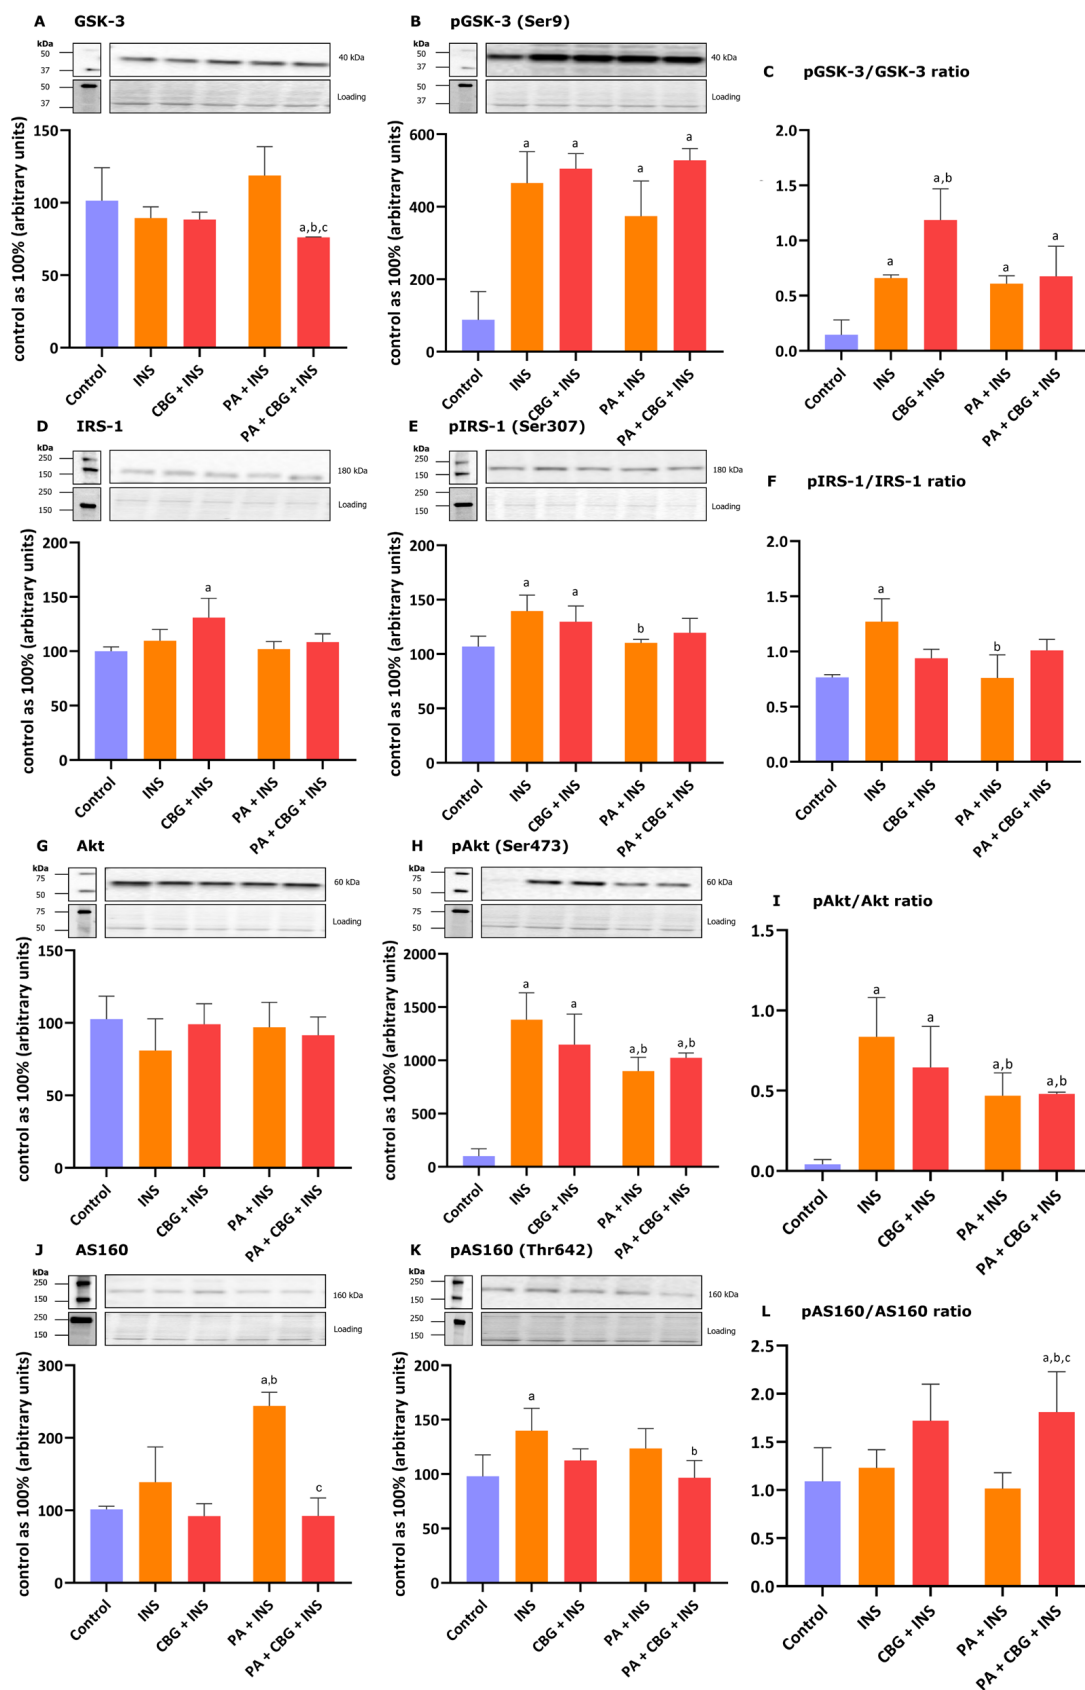 A GSK-3
kDa
50
37
40 kDa
50
37
Loading
control as 100% (arbitrary units)
150
100
50
0
a,b,c
Control
INS
CBG + INS
PA + INS
PA + CBG + INS
B pGSK-3 (Ser9)
kDa
50
37
40 kDa
50
37
Loading
control as 100% (arbitrary units)
600
400
200
0
a
a
a
a
Control
INS
CBG + INS
PA + INS
PA + CBG + INS
C pGSK-3/GSK-3 ratio
2.0
1.5
1.0
0.5
0.0
a
a,b
a
a
Control
INS
CBG + INS
PA + INS
PA + CBG + INS
D IRS-1
kDa
250
150
180 kDa
250
150
Loading
control as 100% (arbitrary units)
200
150
100
50
0
a
Control
INS
CBG + INS
PA + INS
PA + CBG + INS
E pIRS-1 (Ser307)
kDa
250
150
180 kDa
250
150
Loading
control as 100% (arbitrary units)
200
150
100
50
0
a
a
b
Control
INS
CBG + INS
PA + INS
PA + CBG + INS
F pIRS-1/IRS-1 ratio
2.0
1.5
1.0
0.5
0.0
a
b
Control
INS
CBG + INS
PA + INS
PA + CBG + INS
G Akt
kDa
75
50
60 kDa
75
50
Loading
control as 100% (arbitrary units)
150
100
50
0
Control
INS
CBG + INS
PA + INS
PA + CBG + INS
H pAkt (Ser473)
kDa
75
50
60 kDa
75
50
Loading
control as 100% (arbitrary units)
2000
1500
1000
500
0
a
a
a,b
a,b
Control
INS
CBG + INS
PA + INS
PA + CBG + INS
I pAkt/Akt ratio
1.5
1.0
0.5
0.0
a
a
a,b
a,b
Control
INS
CBG + INS
PA + INS
PA + CBG + INS
J AS160
kDa
250
150
160 kDa
250
150
Loading
control as 100% (arbitrary units)
300
200
100
0
a,b
c
Control
INS
CBG + INS
PA + INS
PA + CBG + INS
K pAS160 (Thr642)
kDa
250
150
160 kDa
250
150
Loading
control as 100% (arbitrary units)
200
150
100
50
0
a
b
Control
INS
CBG + INS
PA + INS
PA + CBG + INS
L pAS160/AS160 ratio
2.5
2.0
1.5
1.0
0.5
0.0
a,b,c
Control
INS
CBG + INS
PA + INS
PA + CBG + INS